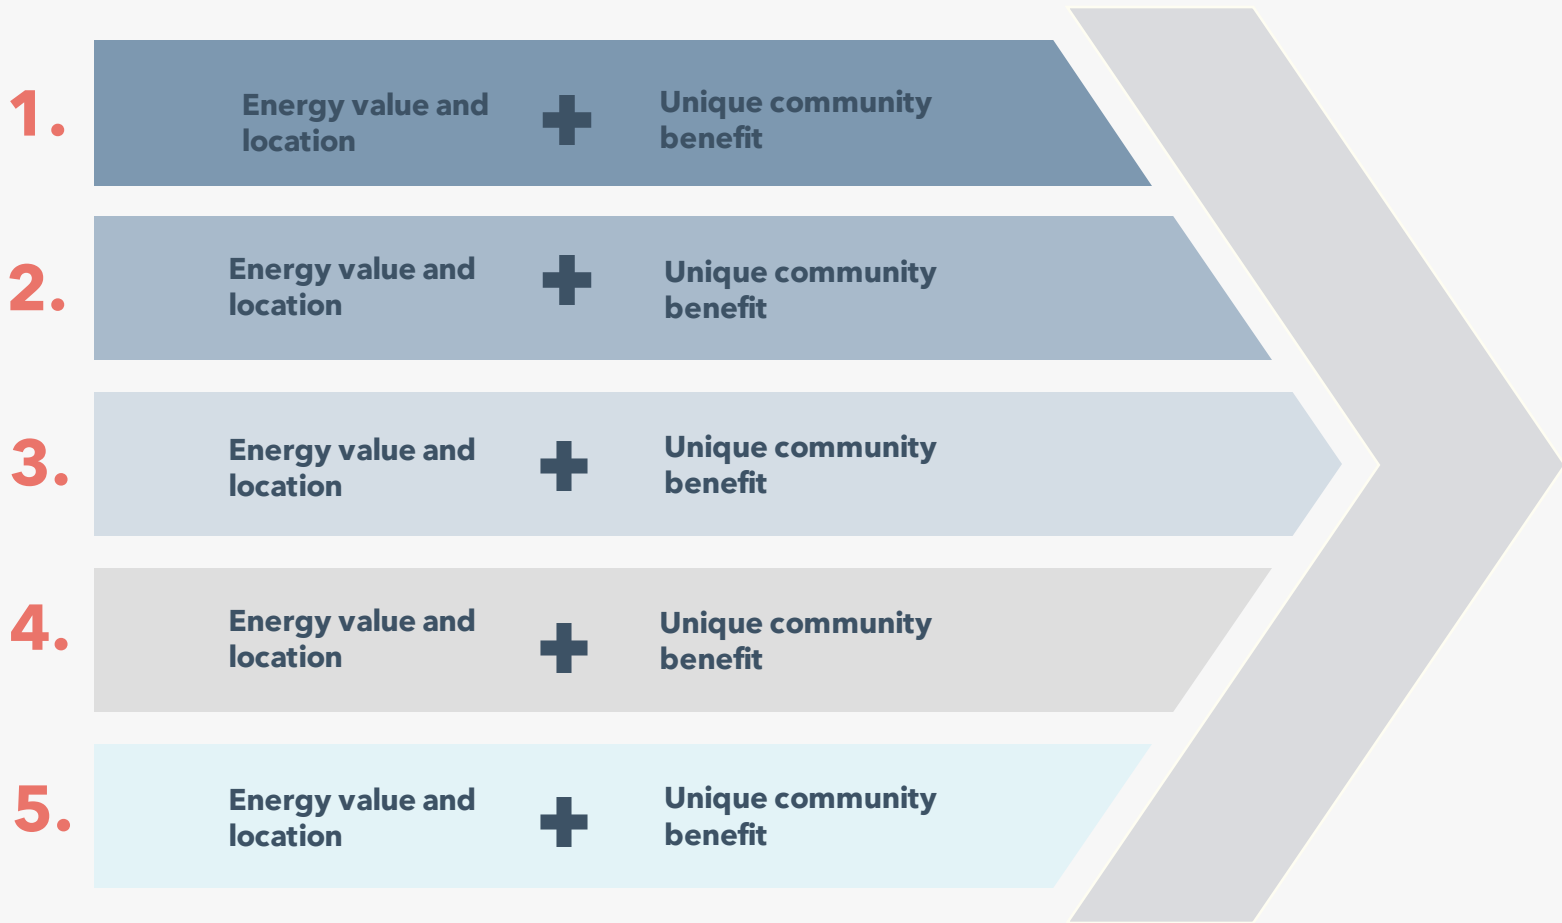 1.
Energy value and
location
Unique community
benefit
2.
Energy value and
location
Unique community
benefit
3.
Energy value and
location
Unique community
benefit
4.
Energy value and
location
Unique community
benefit
5.
Energy value and
location
Unique community
benefit